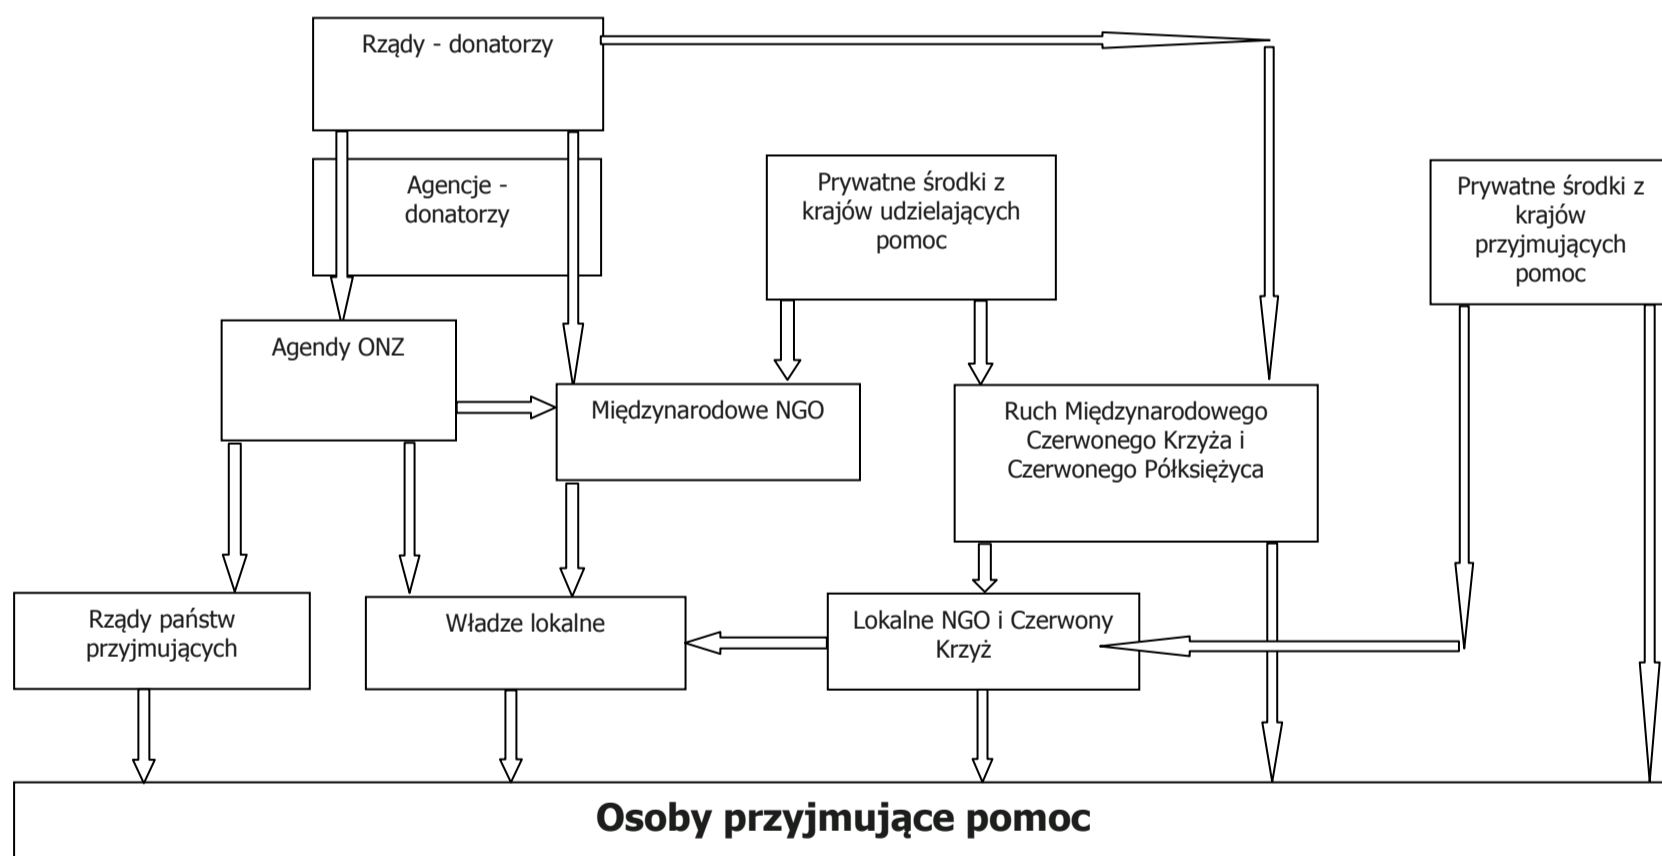 Rządy - donatorzy
Agencje -
donatorzy
Prywatne środki z
krajów udzielających
pomoc
Prywatne środki z
krajów
przyjmujących
pomoc
Agendy ONZ
Międzynarodowe NGO
Ruch Międzynarodowego
Czerwonego Krzyża i
Czerwonego Półksiężyca
Rządy państw
przyjmujących
Władze lokalne
Lokalne NGO i Czerwony
Krzyż
Osoby przyjmujące pomoc